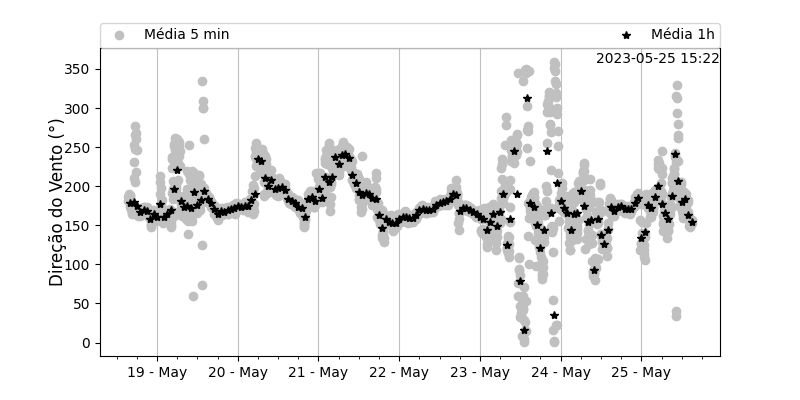 Média 5 min
Média 1h
2023-05-25 15:22
Direção do Vento (°)
350
300
250
200
150
100
50
0
19 - May
20 - May
21 - May
22 - May
23 - May
24 - May
25 - May